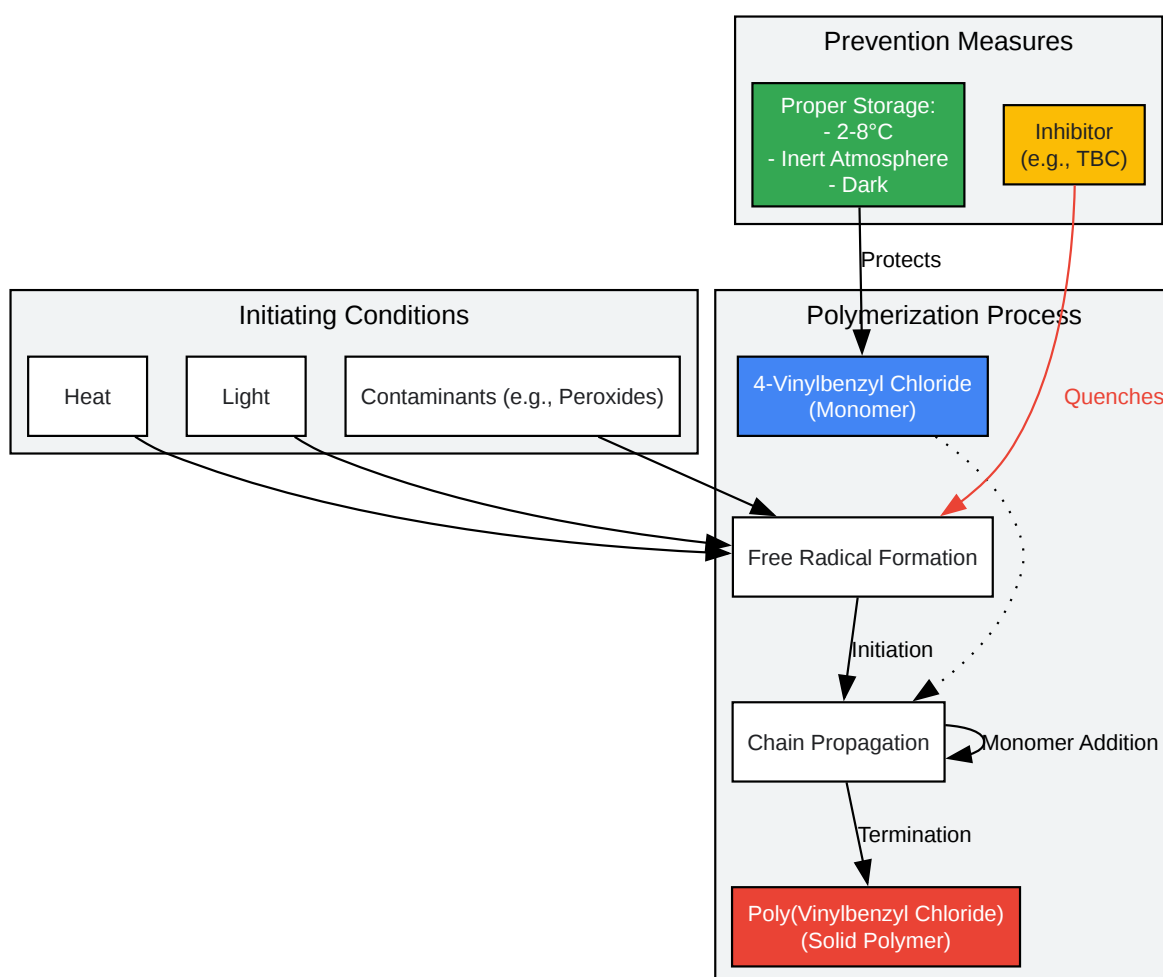 Prevention Measures
Proper Storage:
- 2-8°C
- Inert Atmosphere
- Dark
Inhibitor
(e.g., TBC)
Protects
Initiating Conditions
Heat
Light
Contaminants (e.g., Peroxides)
Polymerization Process
4-Vinylbenzyl Chloride
(Monomer)
Quenches
Free Radical Formation
Initiation
Chain Propagation
Monomer Addition
Termination
Poly(Vinylbenzyl Chloride)
(Solid Polymer)